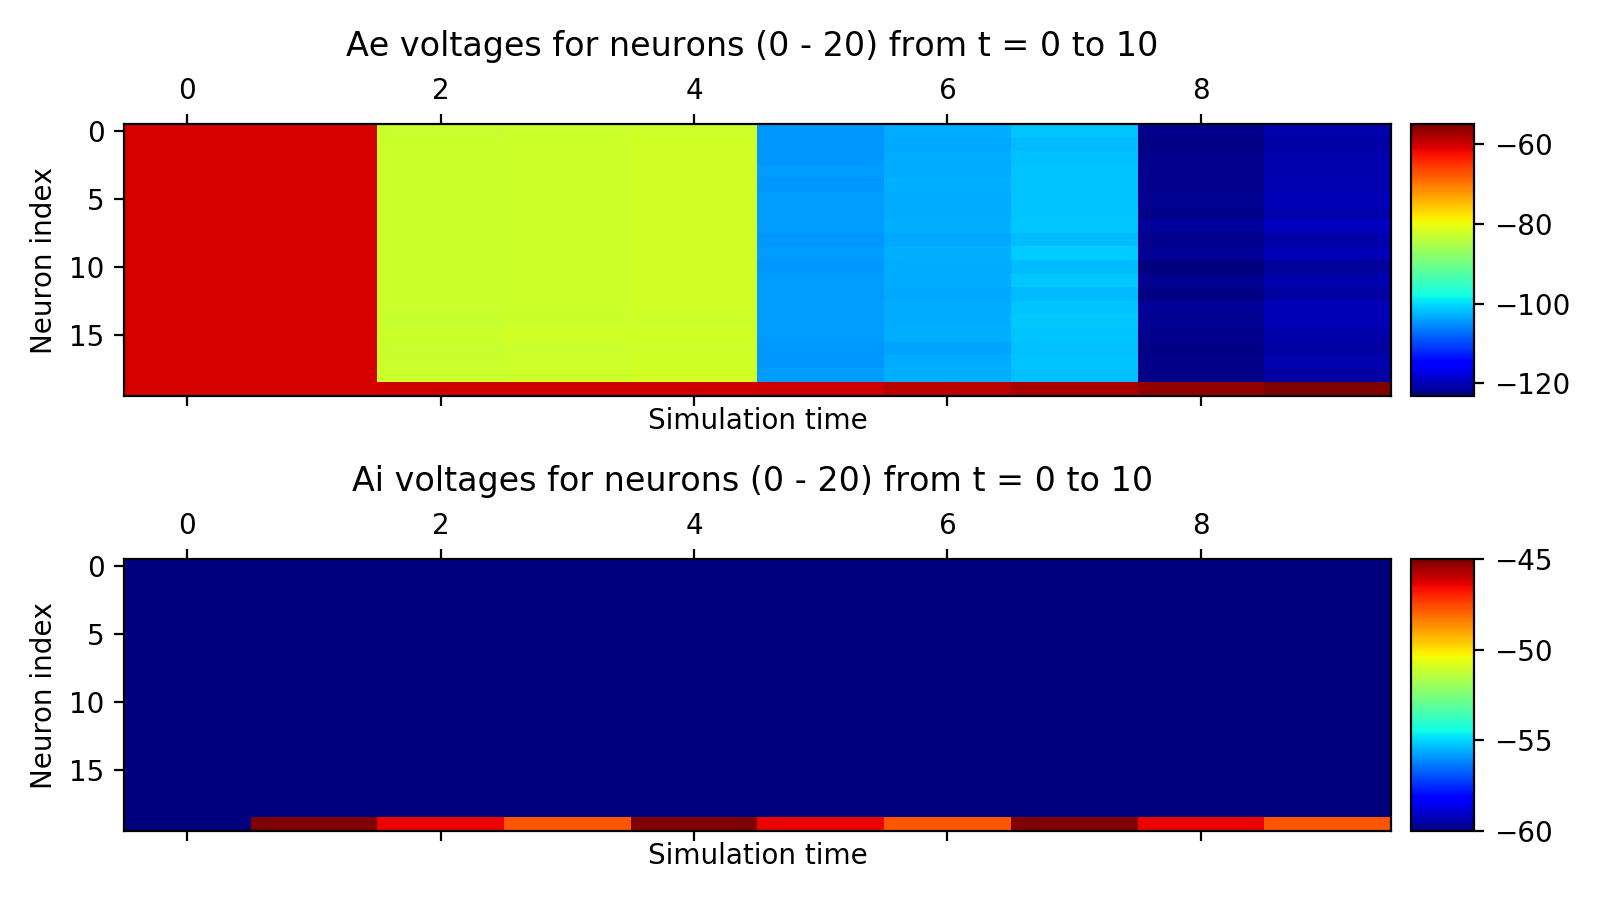 Ae voltages for neurons (0 - 20) from t = 0 to 10
0 2 4 6 8
Neuron index
0
5
10
15
−60
−80
−100
−120
Simulation time
Ai voltages for neurons (0 - 20) from t = 0 to 10
0 2 4 6 8
Neuron index
0
5
10
15
−45
−50
−55
−60
Simulation time